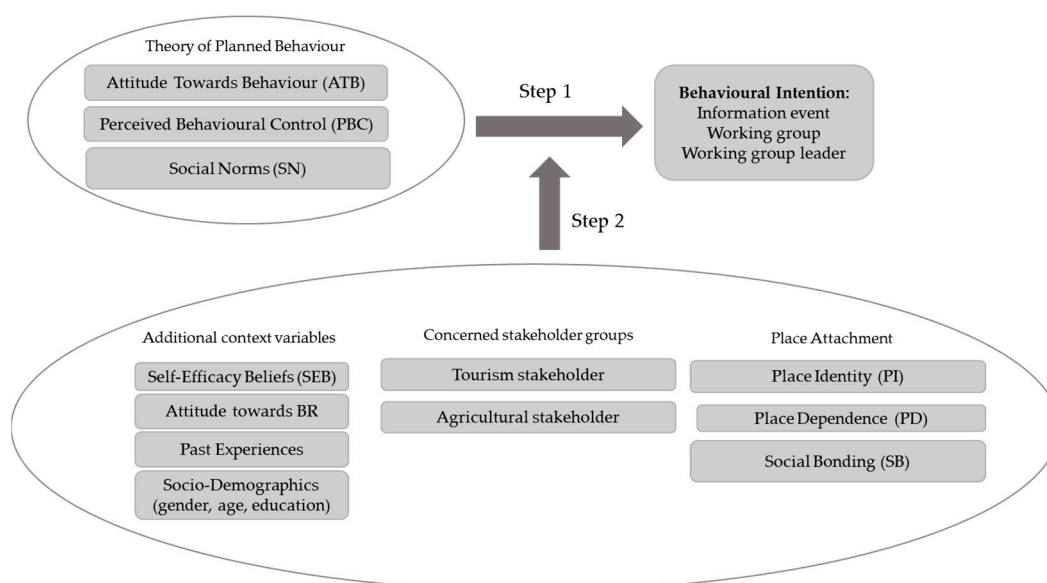 Theory of Planned Behaviour
Attitude Towards Behaviour (ATB)
Perceived Behavioural Control (PBC)
Social Norms (SN)
Step 1
Behavioural Intention:
Information event
Working group
Working group leader
Step 2
Additional context variables
Self-Efficacy Beliefs (SEB)
Attitude towards BR
Past Experiences
Socio-Demographics
(gender, age, education)
Concerned stakeholder groups
Tourism stakeholder
Agricultural stakeholder
Place Attachment
Place Identity (PI)
Place Dependence (PD)
Social Bonding (SB)